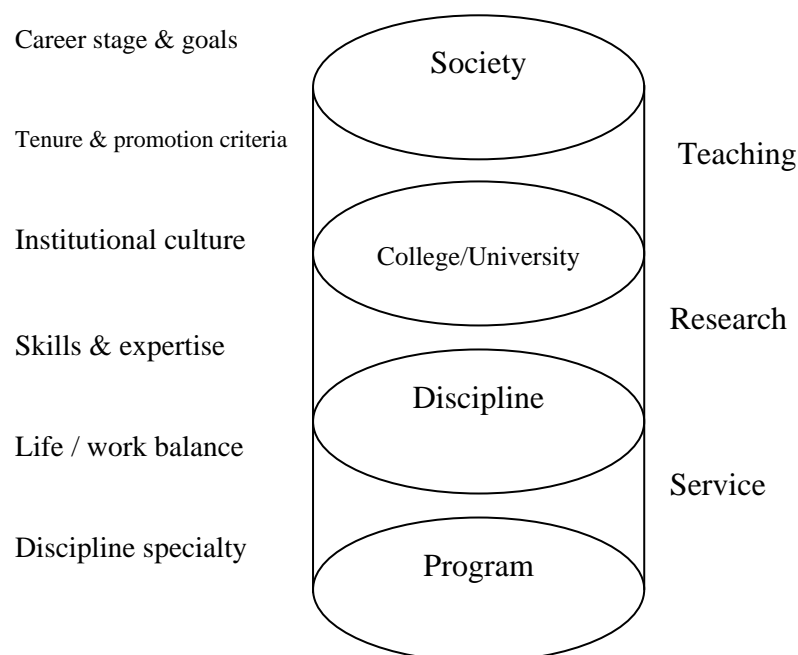 Career stage & goals
Society
Tenure & promotion criteria
Teaching
Institutional culture
College/University
Research
Skills & expertise
Discipline
Life / work balance
Service
Discipline specialty
Program